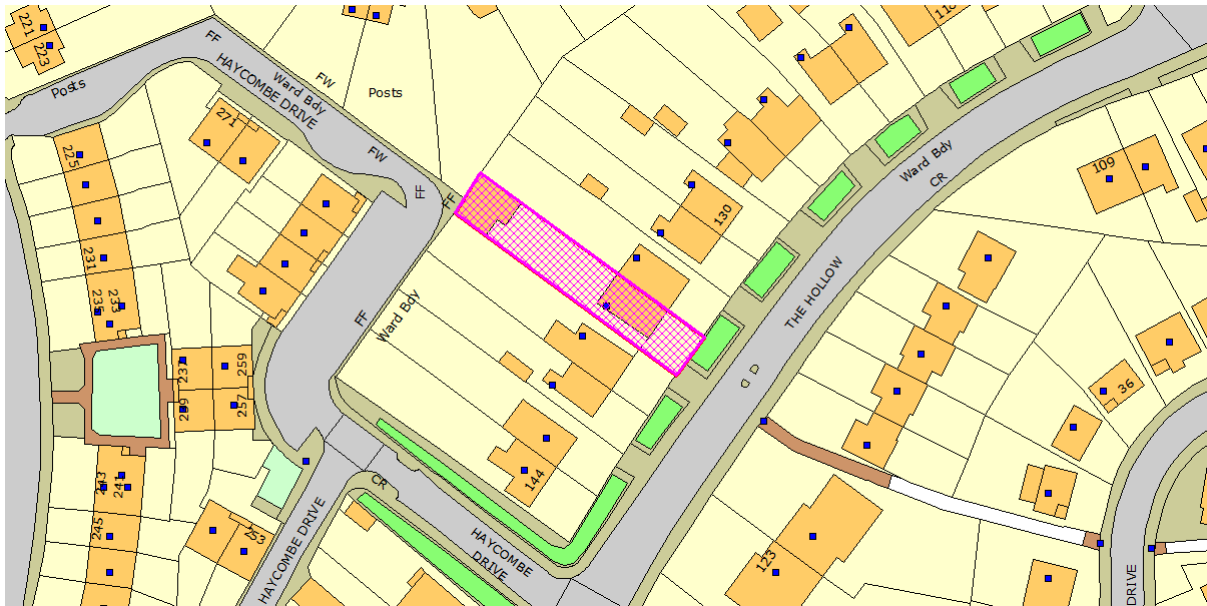 221
223
FF
Posts
HAYCOMBE DRIVE
Ward Bdy
FW
Posts
118
271
FW
225
FF
FF
Ward Bdy
CR
109
130
231
235
233
FF
Ward Bdy
THE HOLLOW
237
259
239
257
36
144
243
241
CR
245
253
HAYCOMBE DRIVE
HAYCOMBE
DRIVE
123
DRIVE